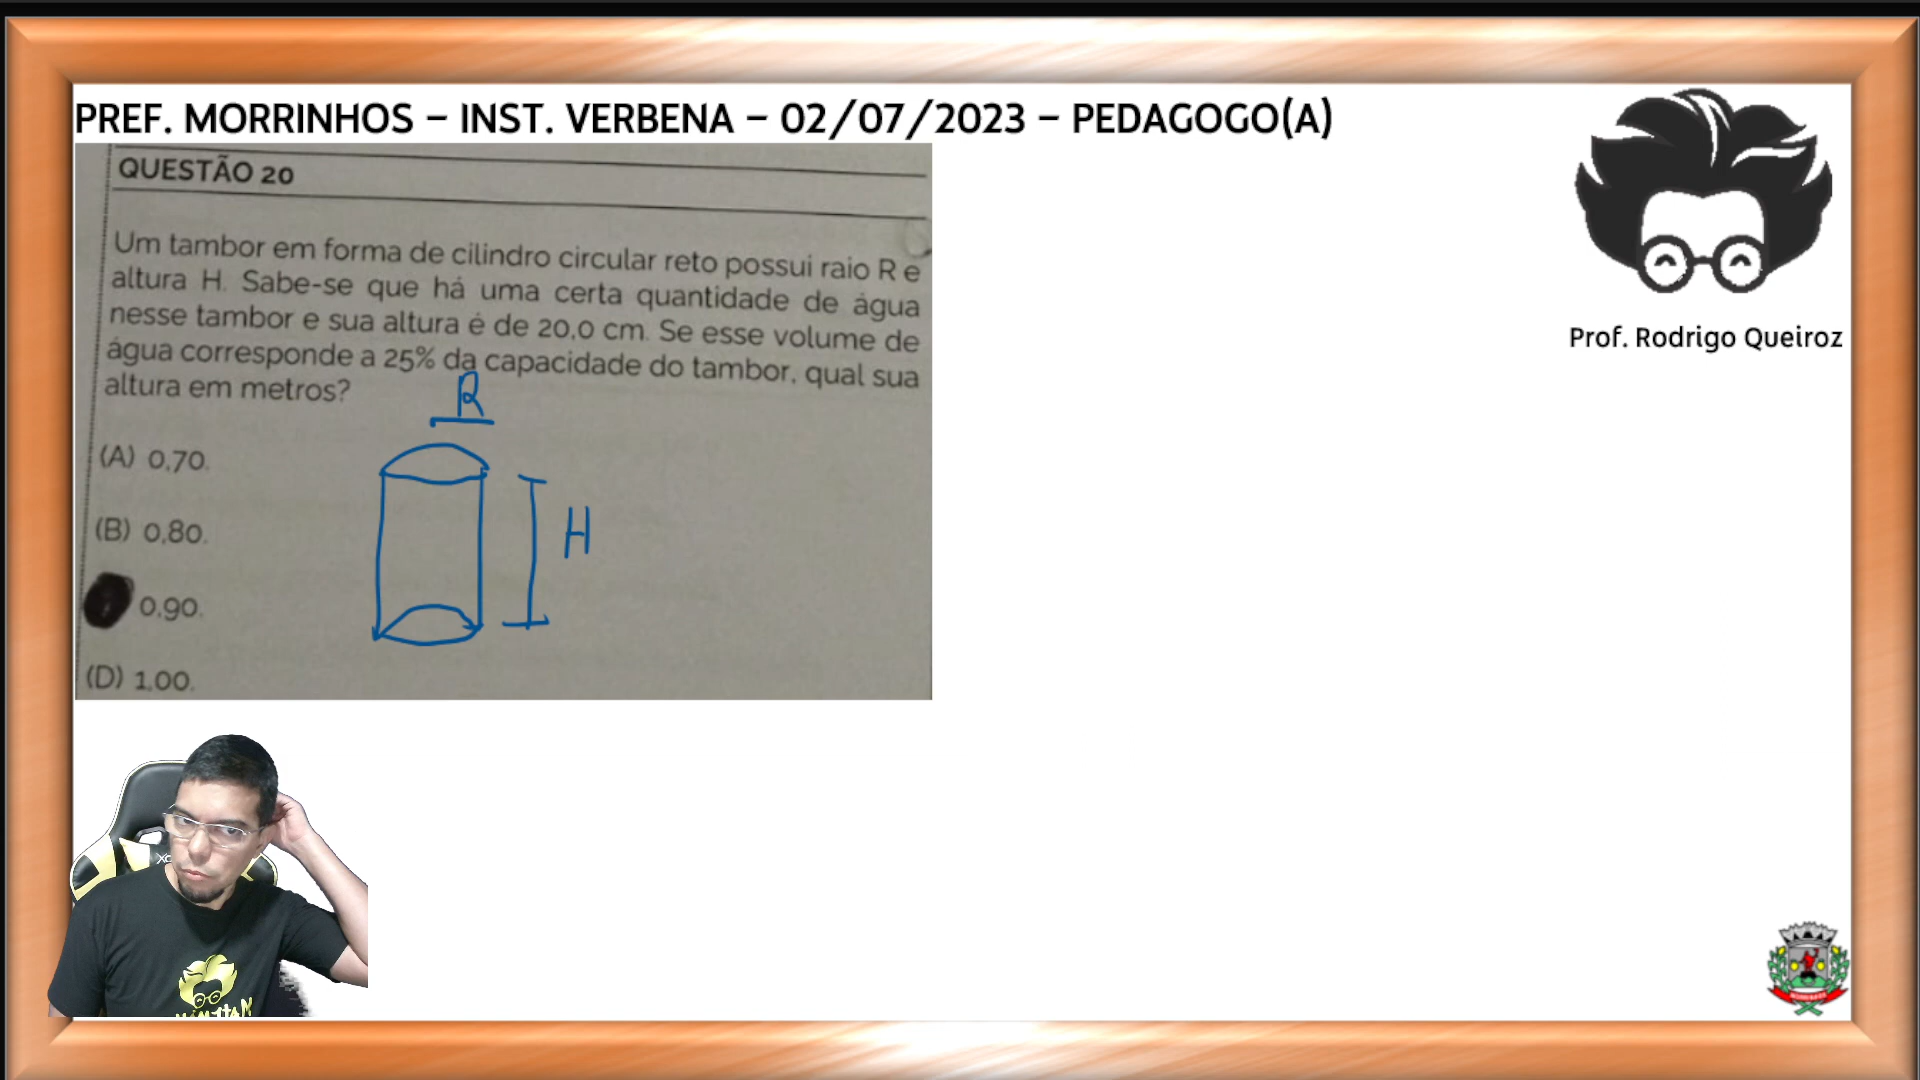 PREF. MORRINHOS – INST. VERBENA – 02/07/2023 – PEDAGOGO(A)
QUESTÃO 20
Um tambor em forma de cilindro circular reto possui raio R e
altura H. Sabe-se que há uma certa quantidade de água
nesse tambor e sua altura é de 20,0 cm. Se esse volume de
água corresponde a 25% da capacidade do tambor, qual sua
altura em metros?
R
(A) 0,70.
(B) 0,80.
H
0,90.
(D) 1,00.
Prof. Rodrigo Queiroz